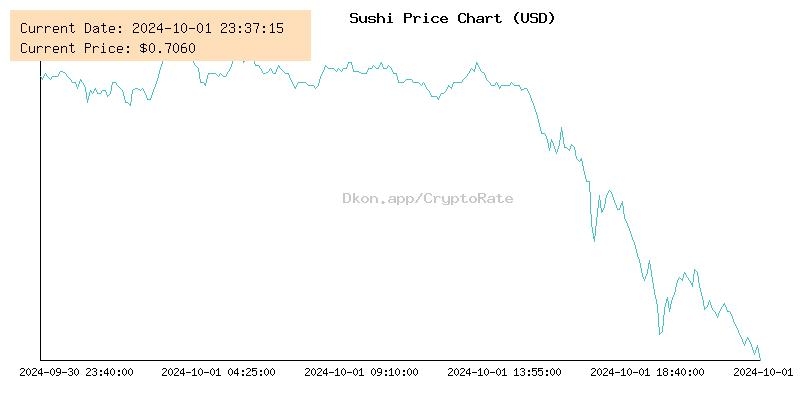 Sushi Price Chart (USD)
Current Date: 2024-10-01 23:37:15
Current Price: $0.7060
Dkon.app/CryptoRate
2024-09-30 23:40:00 2024-10-01 04:25:00 2024-10-01 09:10:00 2024-10-01 13:55:00 2024-10-01 18:40:00 2024-10-01